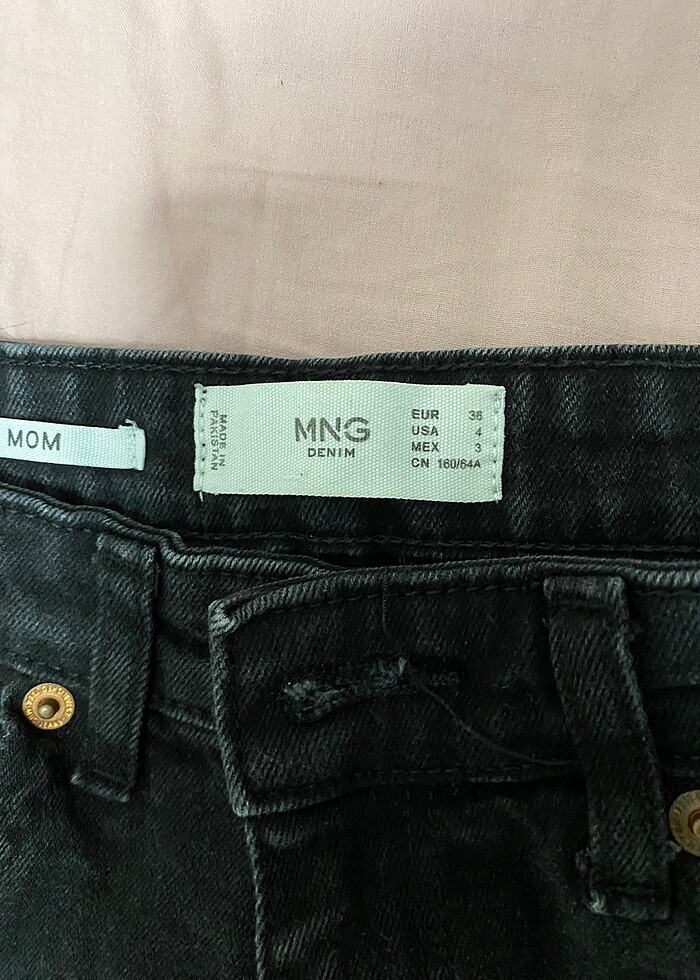 MOM
MADE IN
PAKISTAN
MNG
DENIM
EUR 36
USA 4
MEX 3
CN 160/64A